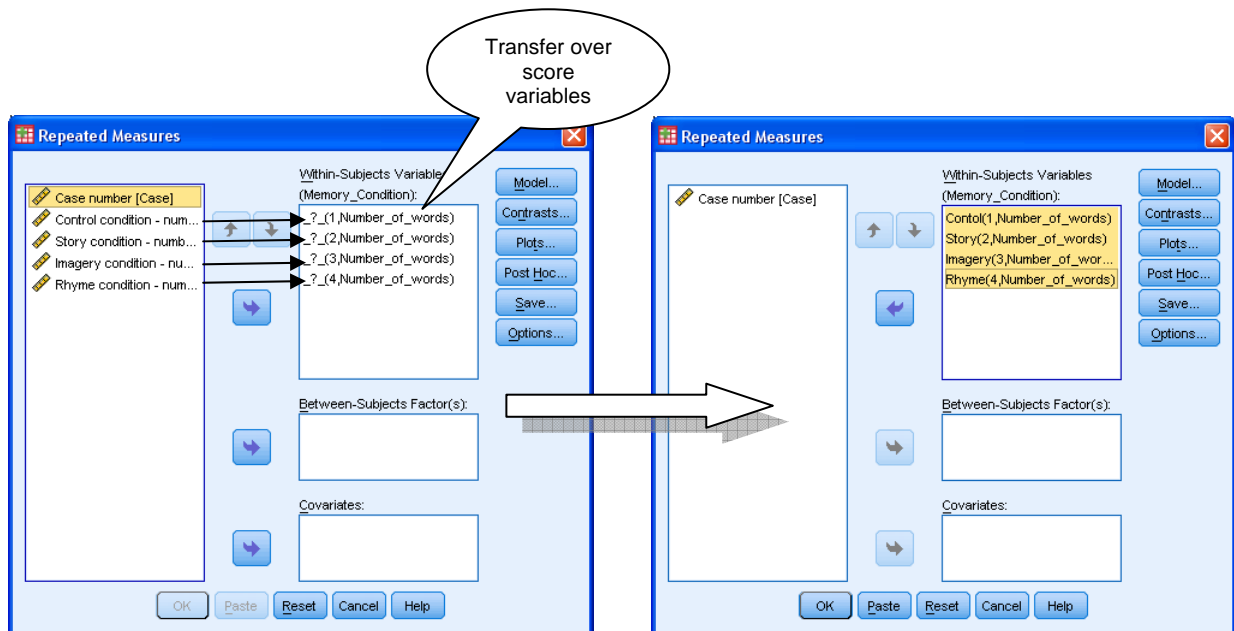 Transfer over
score
variables
Repeated Measures
Case number [Case]
Control condition - num...
Story condition - numb...
Imagery condition - nu...
Rhyme condition - num...
Within-Subjects Variables
(Memory_Condition):
_?_(1,Number_of_words)
_?_(2,Number_of_words)
_?_(3,Number_of_words)
_?_(4,Number_of_words)
Model...
Contrasts...
Plots...
Post Hoc...
Save...
Options...
Between-Subjects Factor(s):
Covariates:
OK Paste Reset Cancel Help
Repeated Measures
Case number [Case]
Within-Subjects Variables
(Memory_Condition):
Contol(1,Number_of_words)
Story(2,Number_of_words)
Imagery(3,Number_of_wor...
Rhyme(4,Number_of_words)
Model...
Contrasts...
Plots...
Post Hoc...
Save...
Options...
Between-Subjects Factor(s):
Covariates:
OK Paste Reset Cancel Help